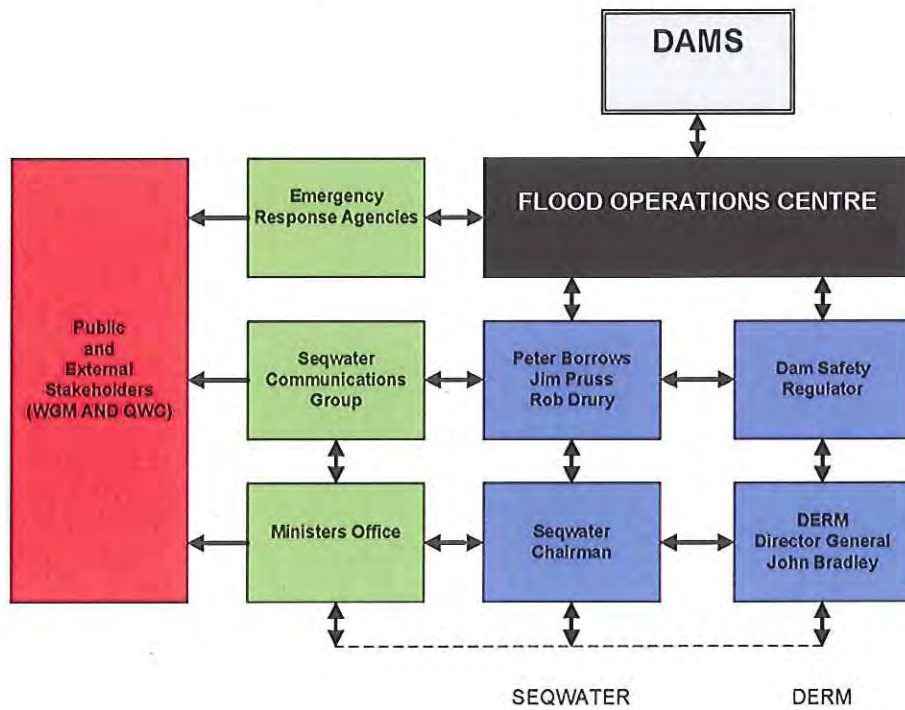 DAMS
Emergency
Response Agencies
FLOOD OPERATIONS CENTRE
Public
and
External
Stakeholders
(WGM AND QWC)
Seqwater
Communications
Group
Peter Borrows
Jim Pruss
Rob Drury
Dam Safety
Regulator
Ministers Office
Seqwater
Chairman
DERM
Director General
John Bradley
SEQWATER
DERM